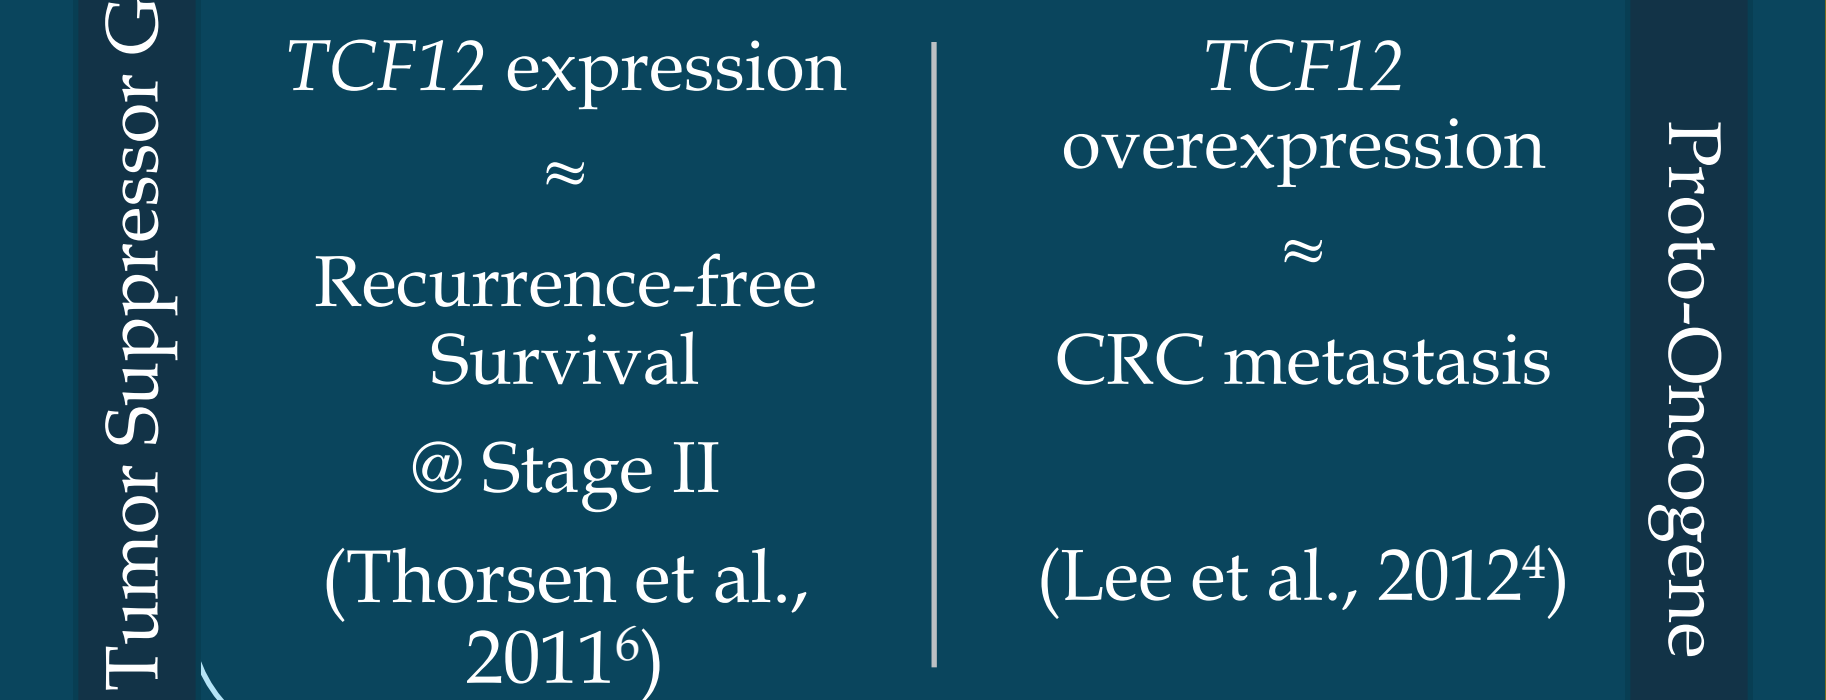 Tumor Suppressor G
TCF12 expression
≈
Recurrence-free
Survival
@ Stage II
(Thorsen et al.,
2011⁶)
TCF12
overexpression
≈
CRC metastasis
(Lee et al., 2012⁴)
Proto-Oncogene